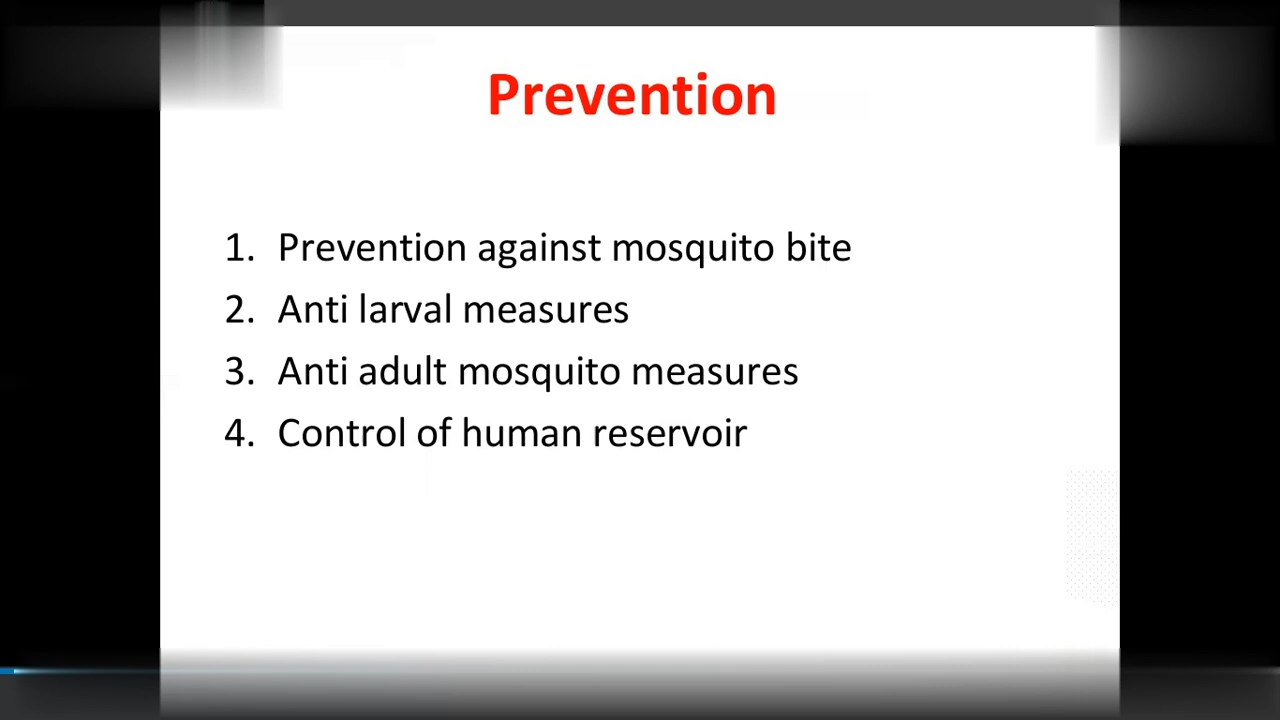 Prevention
1. Prevention against mosquito bite
2. Anti larval measures
3. Anti adult mosquito measures
4. Control of human reservoir